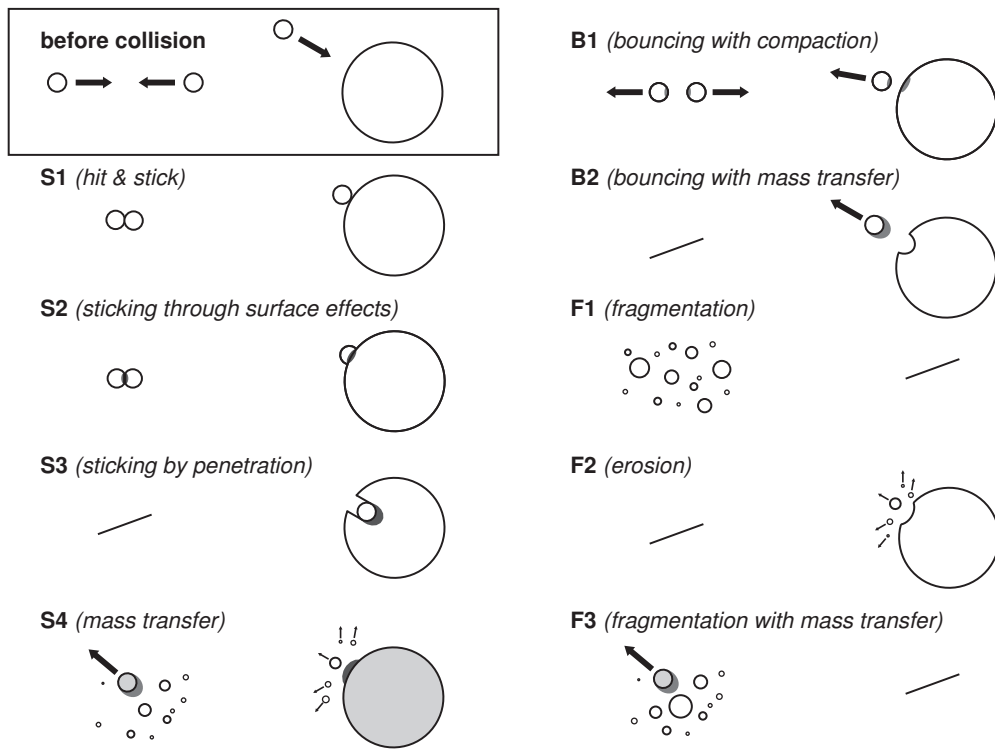 before collision
S1 (hit & stick)
S2 (sticking through surface effects)
S3 (sticking by penetration)
S4 (mass transfer)
B1 (bouncing with compaction)
B2 (bouncing with mass transfer)
F1 (fragmentation)
F2 (erosion)
F3 (fragmentation with mass transfer)